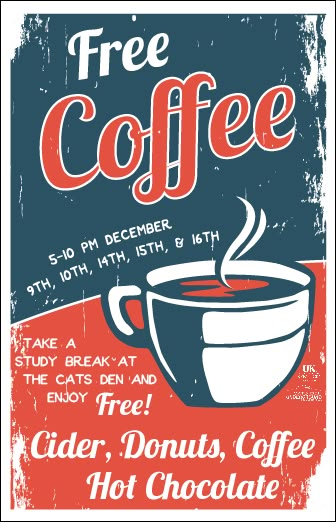 Free
Coffee
5-10 PM DECEMBER
9TH, 10TH, 14TH, 15TH, & 16TH
TAKE A
STUDY BREAK AT
THE CATS DEN AND
ENJOY Free!
UK
Cider, Donuts, Coffee
Hot Chocolate